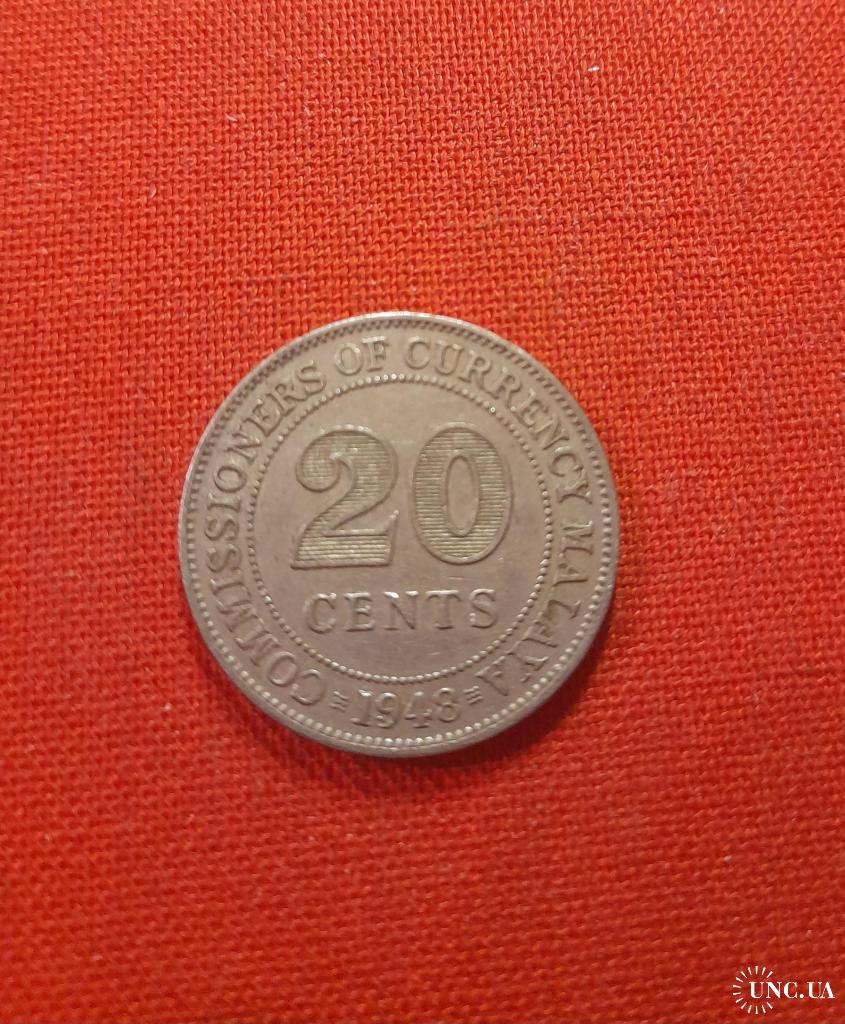 COMMISSIONERS OF CURRENCY MALAYA
20
CENTS
1948
UNC.UA